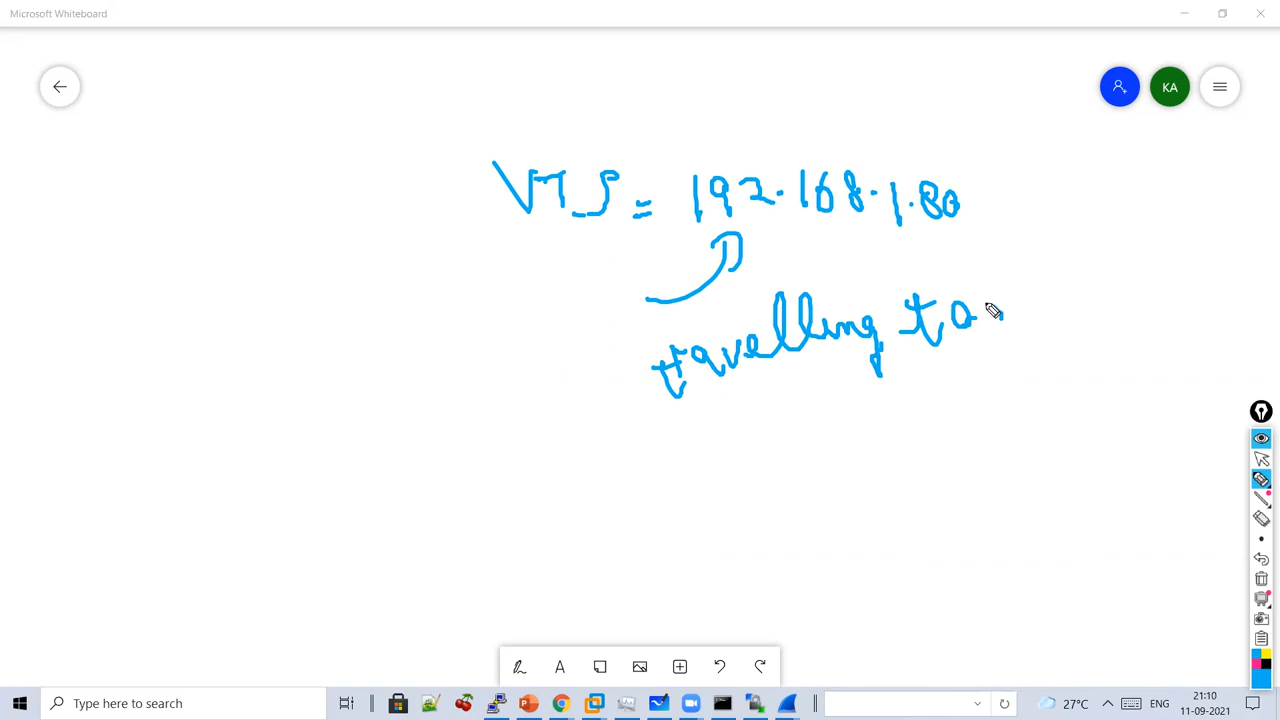 Microsoft Whiteboard
KA
VTS = 192.168.1.80
travelling to
Type here to search
27°C
ENG
21:10
11-09-2021